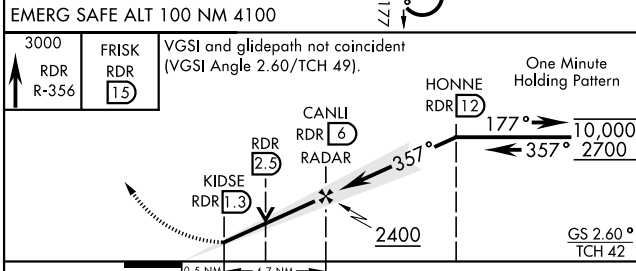 EMERG SAFE ALT 100 NM 4100
177
3000
RDR
R-356
FRISK
RDR
15
VGSI and glidepath not coincident
(VGSI Angle 2.60/TCH 49).
One Minute
Holding Pattern
HONNE
RDR 12
CANLI
RDR 6
RADAR
177°
10,000
357°
2700
357°
RDR
2.5
KIDSE
RDR 1.3
2400
GS 2.60°
TCH 42
0.5 NM
4.7 NM